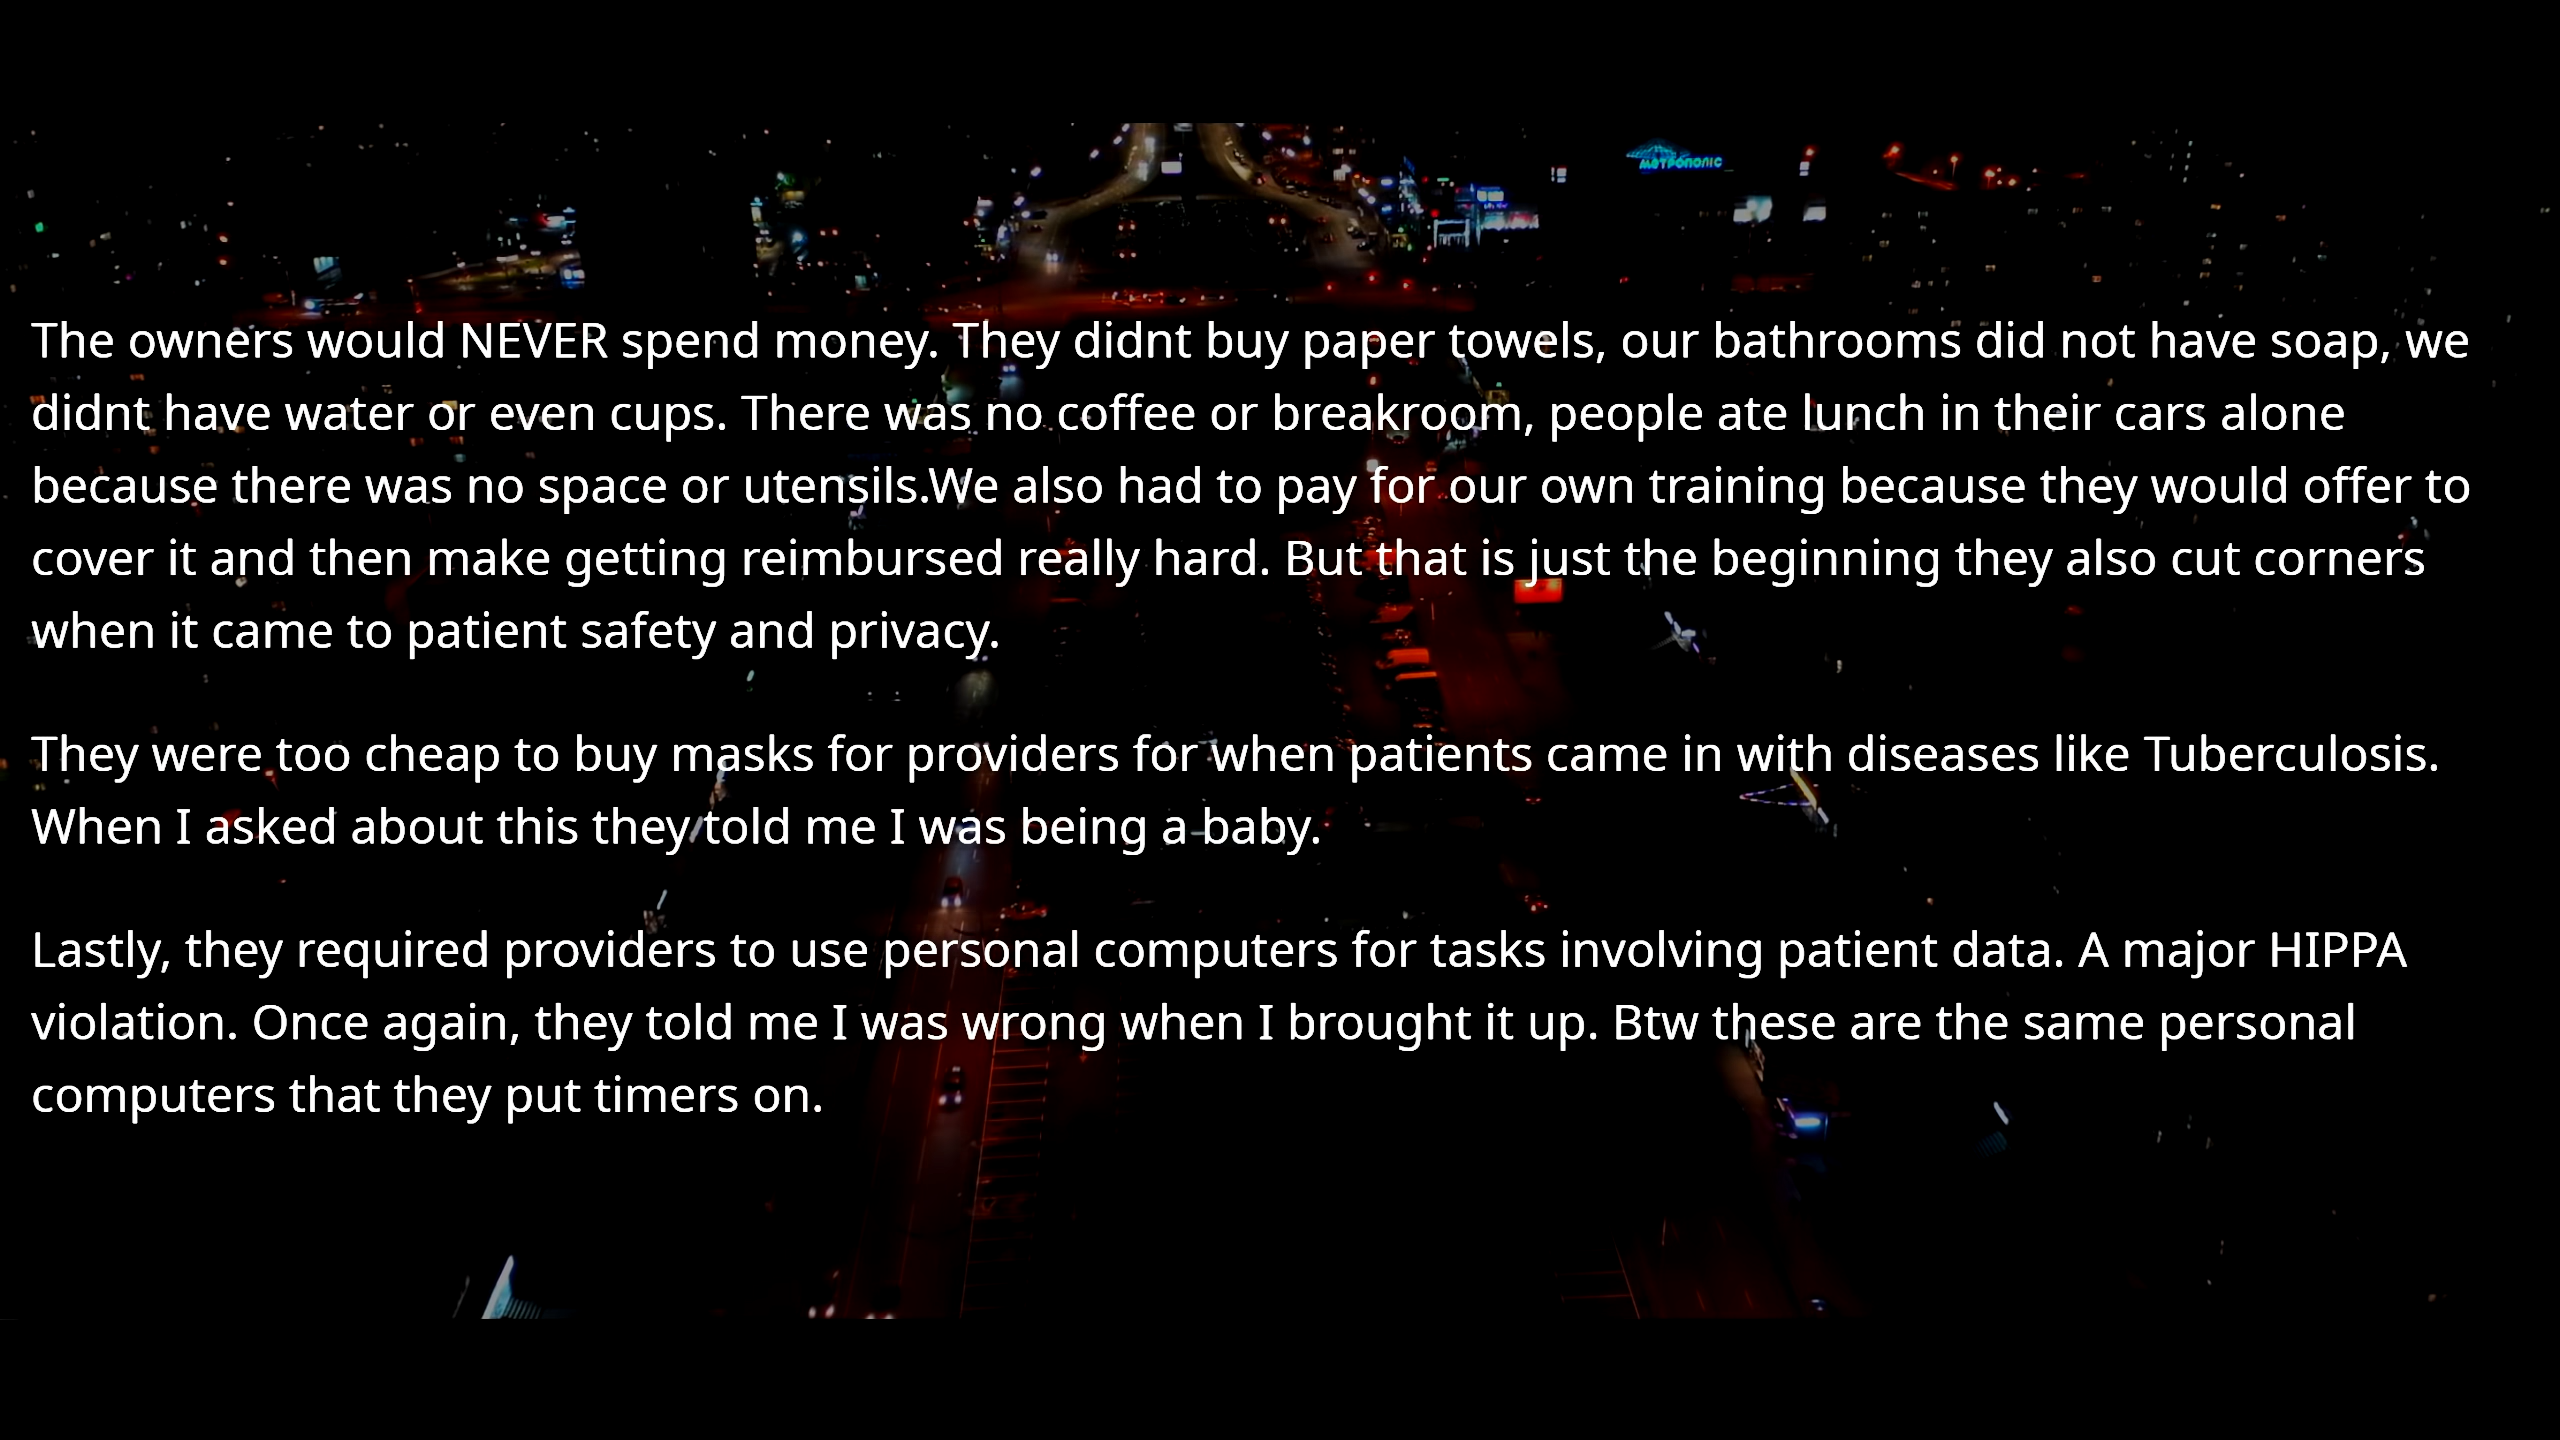 метрополіс
The owners would NEVER spend money. They didnt buy paper towels, our bathrooms did not have soap, we
didnt have water or even cups. There was no coffee or breakroom, people ate lunch in their cars alone
because there was no space or utensils.We also had to pay for our own training because they would offer to
cover it and then make getting reimbursed really hard. But that is just the beginning they also cut corners
when it came to patient safety and privacy.
They were too cheap to buy masks for providers for when patients came in with diseases like Tuberculosis.
When I asked about this they told me I was being a baby.
Lastly, they required providers to use personal computers for tasks involving patient data. A major HIPPA
violation. Once again, they told me I was wrong when I brought it up. Btw these are the same personal
computers that they put timers on.